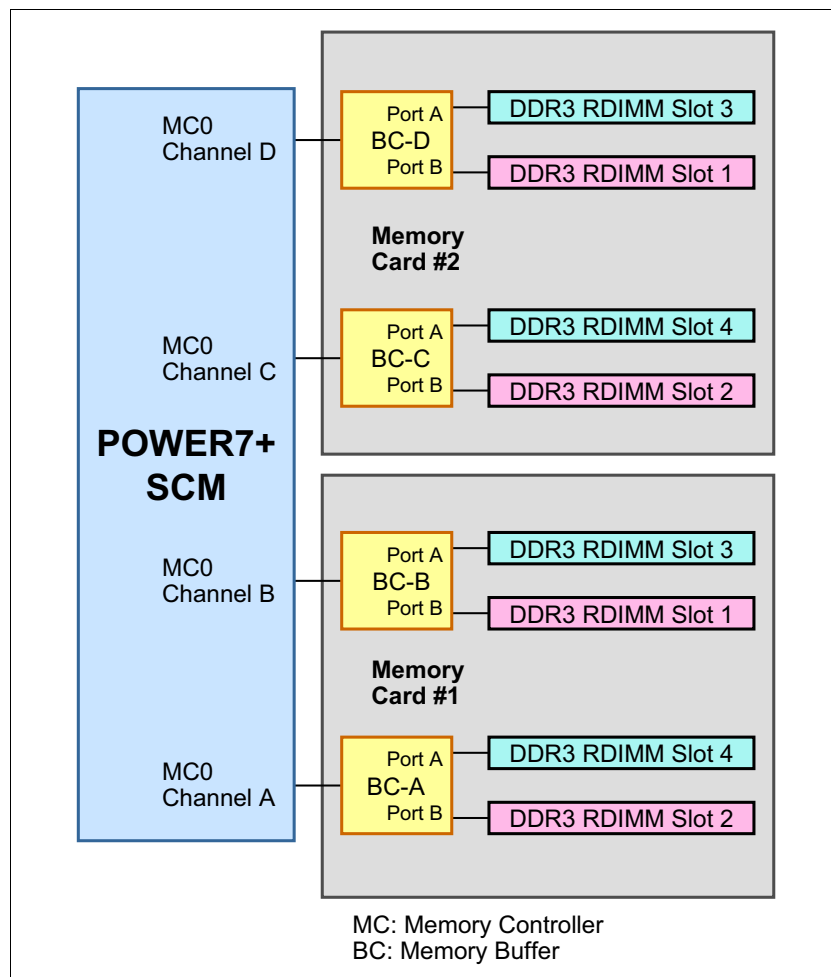 MC0
Channel D
Port A
BC-D
Port B
DDR3 RDIMM Slot 3
DDR3 RDIMM Slot 1
Memory
Card #2
MC0
Channel C
Port A
BC-C
Port B
DDR3 RDIMM Slot 4
DDR3 RDIMM Slot 2
POWER7+
SCM
MC0
Channel B
Port A
BC-B
Port B
DDR3 RDIMM Slot 3
DDR3 RDIMM Slot 1
Memory
Card #1
MC0
Channel A
Port A
BC-A
Port B
DDR3 RDIMM Slot 4
DDR3 RDIMM Slot 2
MC: Memory Controller
BC: Memory Buffer